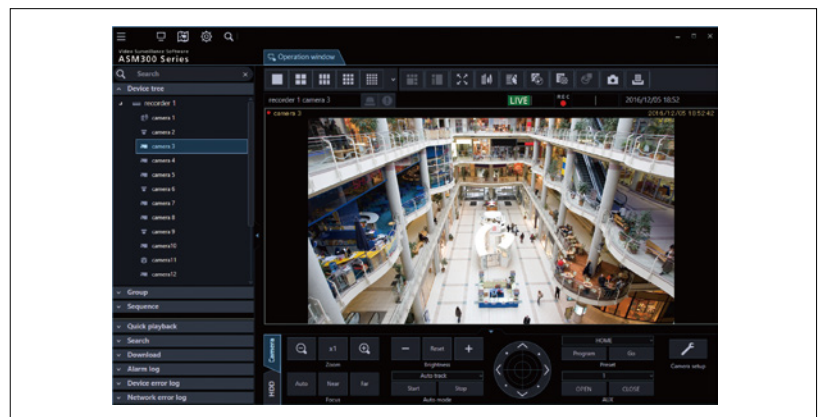 Video Surveillance Software
ASM300 Series
Operation window
Search
Device tree
recorder 1 camera 3
LIVE
REC
2016/12/05 18:52
recorder 1
camera 3
2016/12/05 18:52:42
camera 1
camera 2
camera 3
camera 4
camera 5
camera 6
camera 7
camera 8
camera 9
camera10
camera11
camera12
Group
Sequence
Quick playback
Search
Download
Alarm log
Device error log
Network error log
Camera
HDD
x1
Zoom
Auto
Near
Far
Focus
Reset
Brightness
Auto track
Start
Stop
Auto mode
HOME
Program
Go
Preset
1
OPEN
CLOSE
AUX
Camera setup